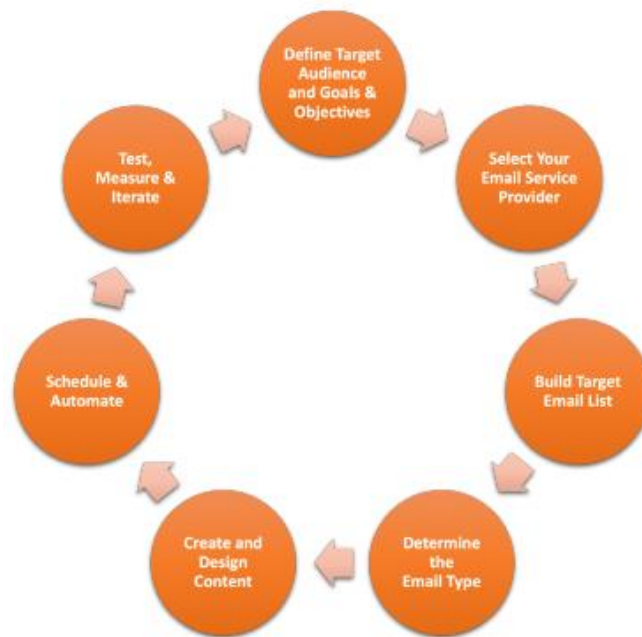 Define Target
Audience
and Goals &
Objectives
Select Your
Email Service
Provider
Build Target
Email List
Determine
the
Email Type
Create and
Design
Content
Schedule &
Automate
Test,
Measure &
Iterate